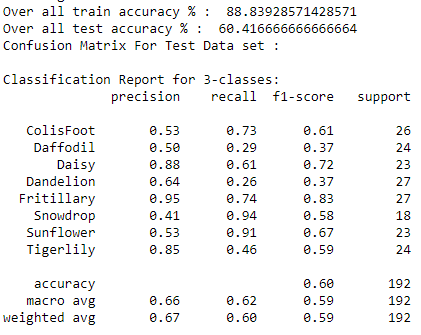 Over all train accuracy % :  88.83928571428571
Over all test accuracy % :  60.416666666666664
Confusion Matrix For Test Data set :
Classification Report for 3-classes:
precision recall f1-score support
ColisFoot 0.53 0.73 0.61 26
Daffodil 0.50 0.29 0.37 24
Daisy 0.88 0.61 0.72 23
Dandelion 0.64 0.26 0.37 27
Fritillary 0.95 0.74 0.83 27
Snowdrop 0.41 0.94 0.58 18
Sunflower 0.53 0.91 0.67 23
Tigerlily 0.85 0.46 0.59 24
accuracy 0.60 192
macro avg 0.66 0.62 0.59 192
weighted avg 0.67 0.60 0.59 192